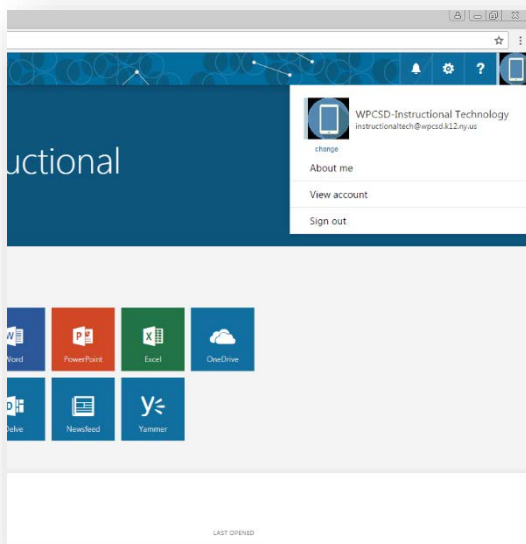 ?
WPCSD-Instructional Technology
instructionaltech@wpcsd.k12.ny.us
change
About me
View account
Sign out
uctional
Word
PowerPoint
Excel
OneDrive
Delve
Newsfeed
Yammer
LAST OPENED